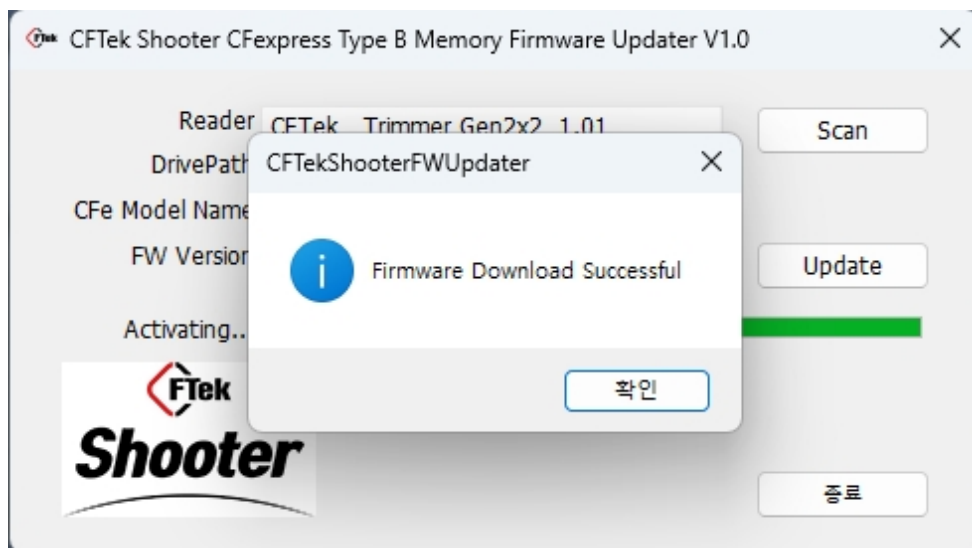 CFTek Shooter CFexpress Type B Memory Firmware Updater V1.0
Reader CFTek Trimmer Gen2x2 1.01
Scan
DrivePath
CFe Model Name
FW Version
Update
Activating..
CFTekShooterFWUpdater
Firmware Download Successful
확인
FTek
Shooter
종료